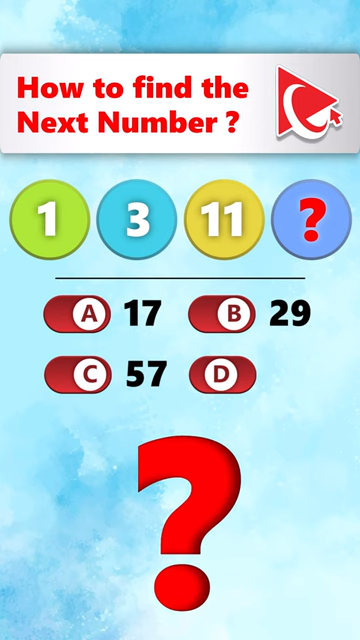 How to find the
Next Number ?
1 3 11 ?
A 17 B 29
C 57 D
?